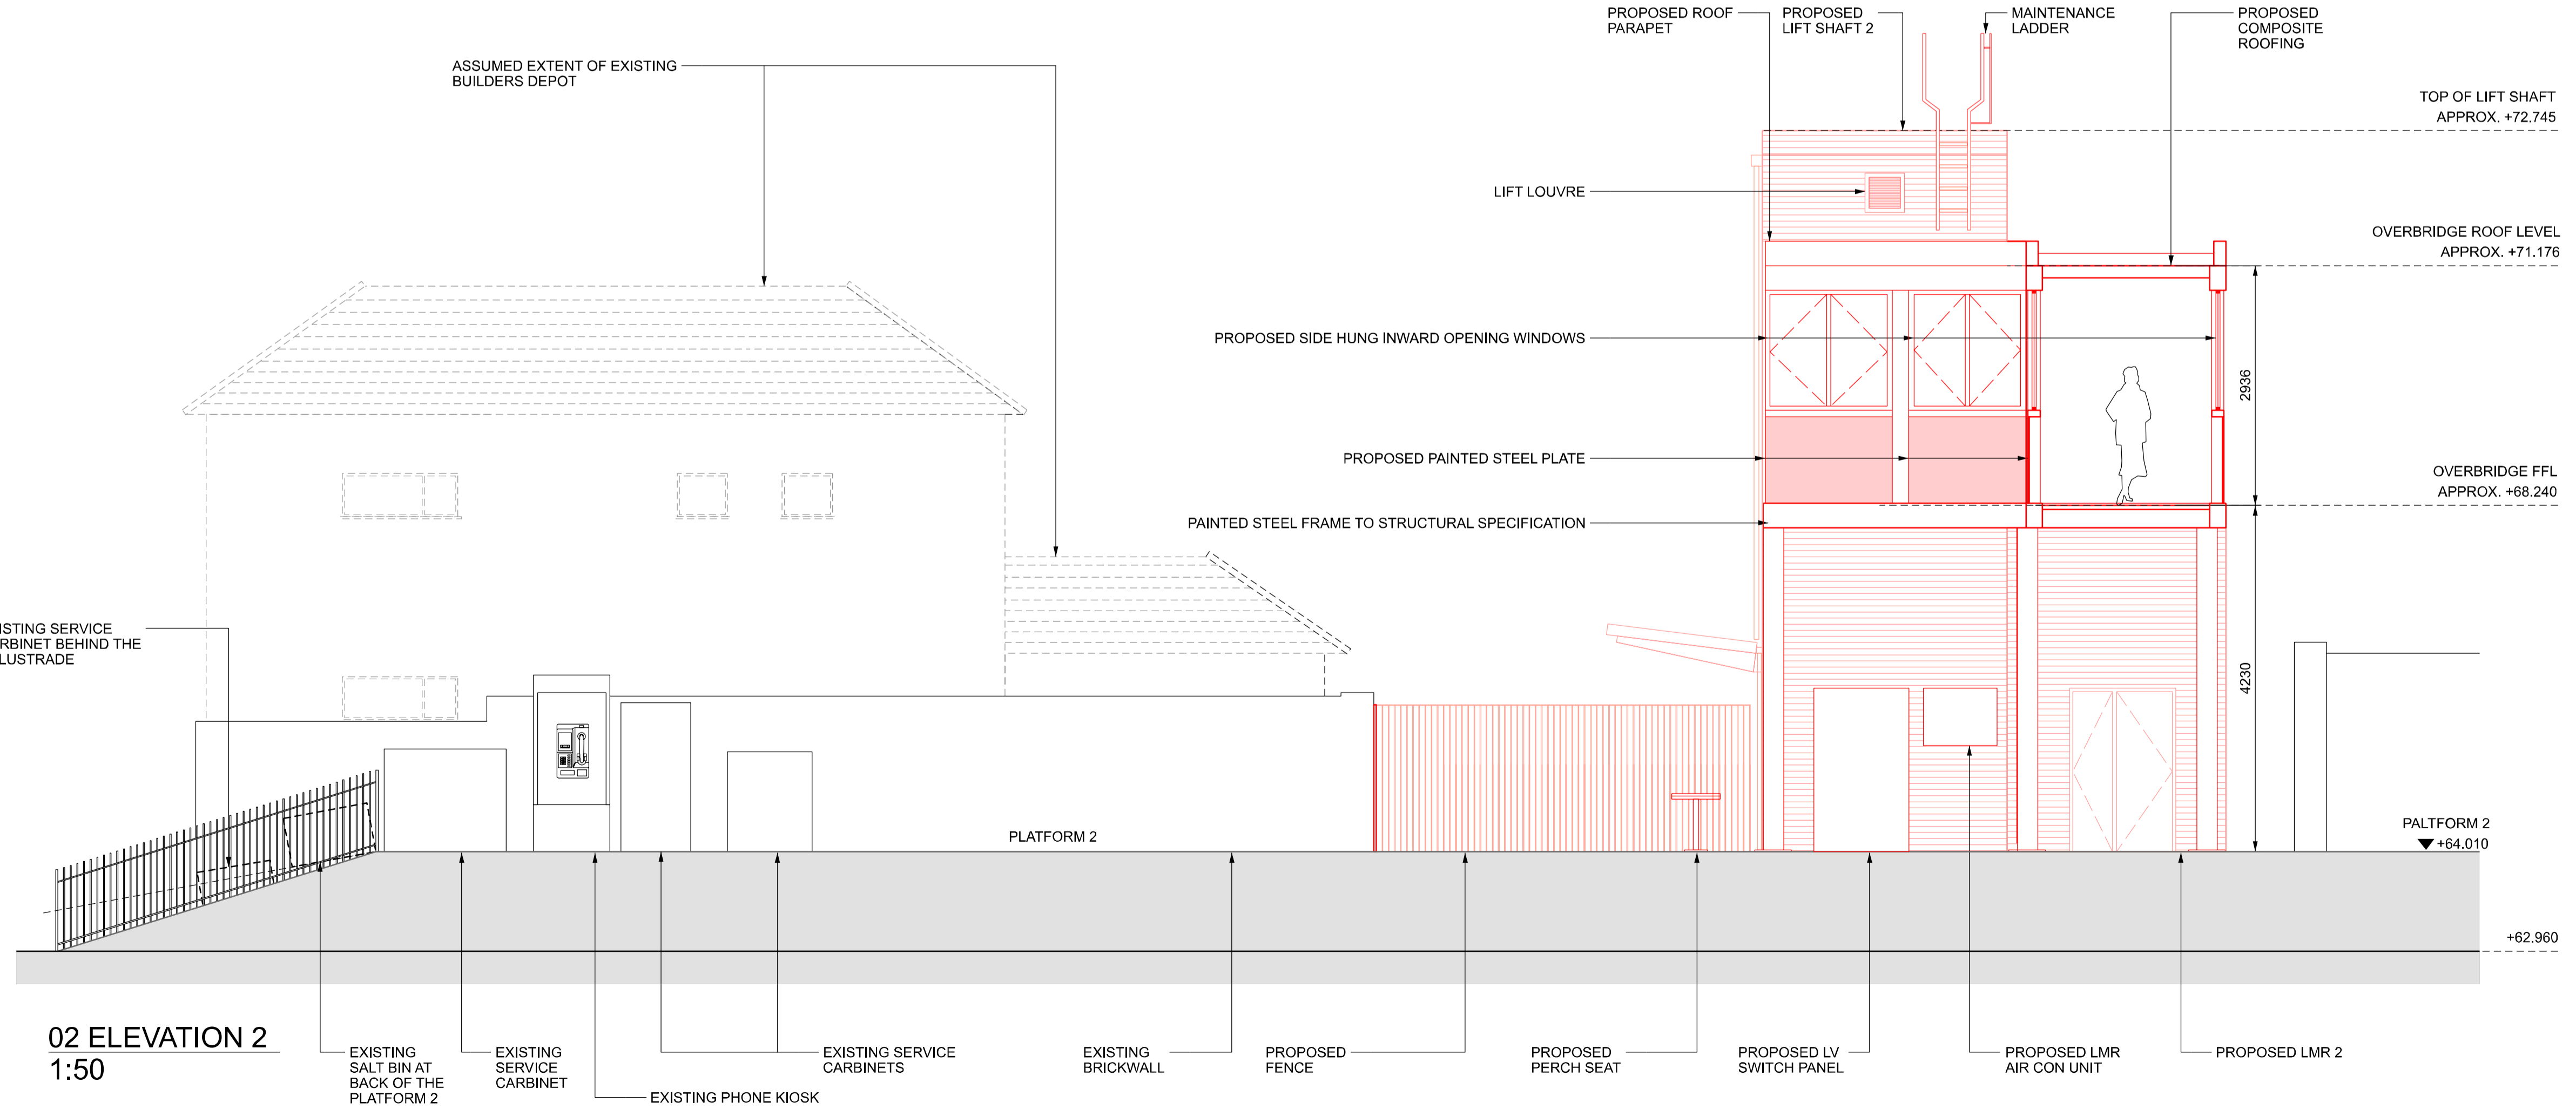 PROPOSED ROOF
PARAPET
PROPOSED
LIFT SHAFT 2
MAINTENANCE
LADDER
PROPOSED
COMPOSITE
ROOFING
ASSUMED EXTENT OF EXISTING
BUILDERS DEPOT
TOP OF LIFT SHAFT
APPROX. +72.745
LIFT LOUVRE
OVERBRIDGE ROOF LEVEL
APPROX. +71.176
PROPOSED SIDE HUNG INWARD OPENING WINDOWS
2936
PROPOSED PAINTED STEEL PLATE
OVERBRIDGE FFL
APPROX. +68.240
PAINTED STEEL FRAME TO STRUCTURAL SPECIFICATION
ISTING SERVICE
RBINET BEHIND THE
LUSTRADE
4230
PLATFORM 2
PALTFORM 2
+64.010
+62.960
02 ELEVATION 2
1:50
EXISTING
SALT BIN AT
BACK OF THE
PLATFORM 2
EXISTING
SERVICE
CARBINET
EXISTING PHONE KIOSK
EXISTING SERVICE
CARBINETS
EXISTING
BRICKWALL
PROPOSED
FENCE
PROPOSED
PERCH SEAT
PROPOSED LV
SWITCH PANEL
PROPOSED LMR
AIR CON UNIT
PROPOSED LMR 2